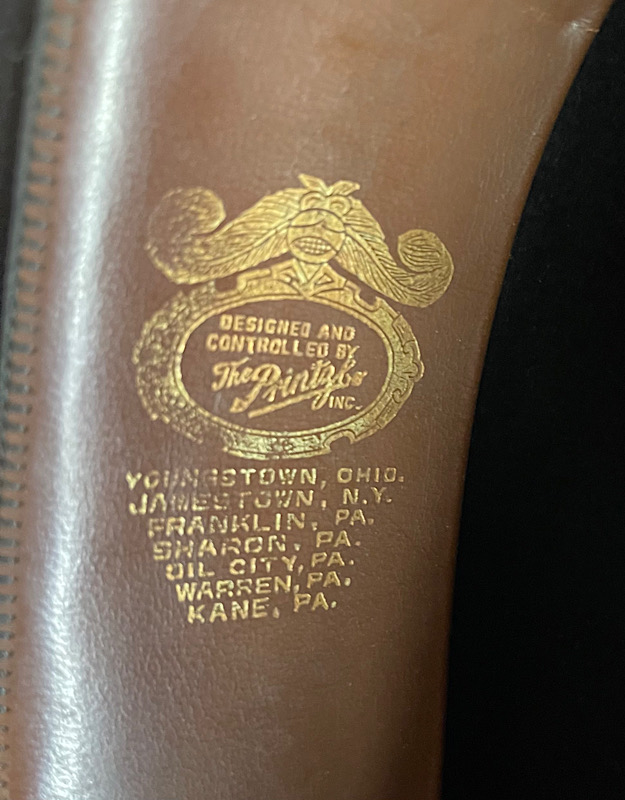 DESIGNED AND
CONTROLLED BY
The Printz Co
INC.
YOUNGSTOWN, OHIO.
JAMESTOWN, N.Y.
FRANKLIN, PA.
SHARON, PA.
OIL CITY, PA.
WARREN, PA.
KANE, PA.